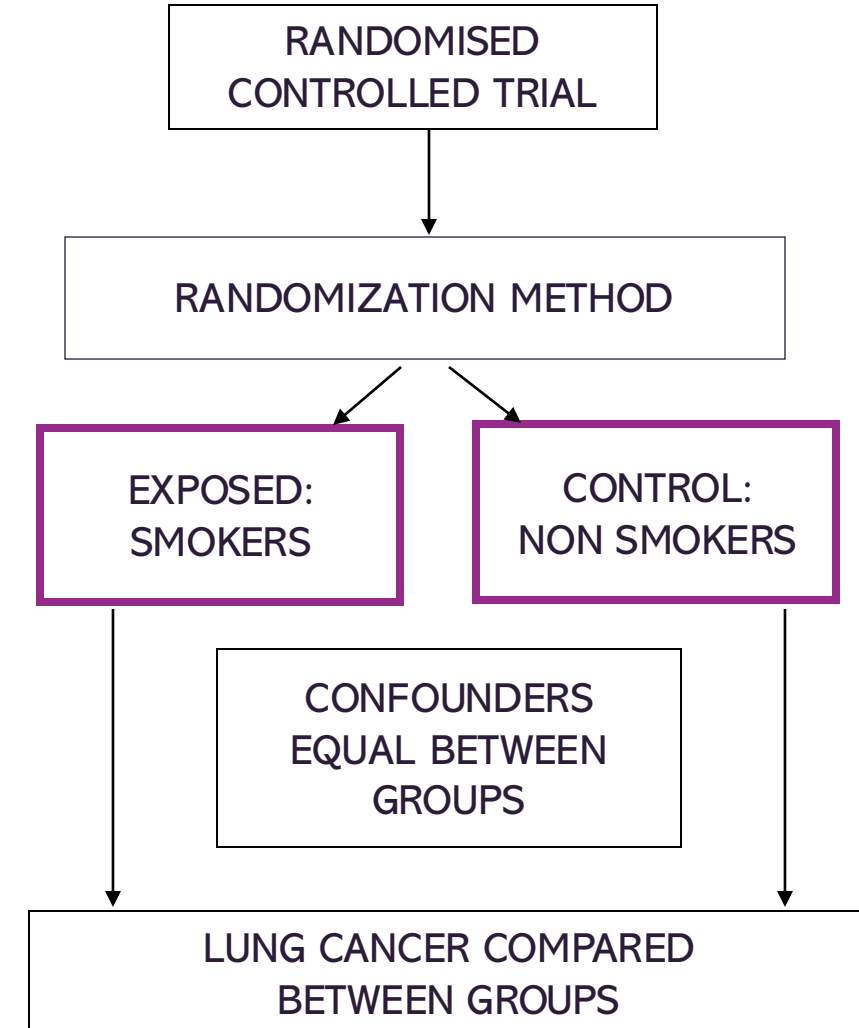 RANDOMISED
CONTROLLED TRIAL
RANDOMIZATION METHOD
EXPOSED:
SMOKERS
CONTROL:
NON SMOKERS
CONFOUNDERS
EQUAL BETWEEN
GROUPS
LUNG CANCER COMPARED
BETWEEN GROUPS